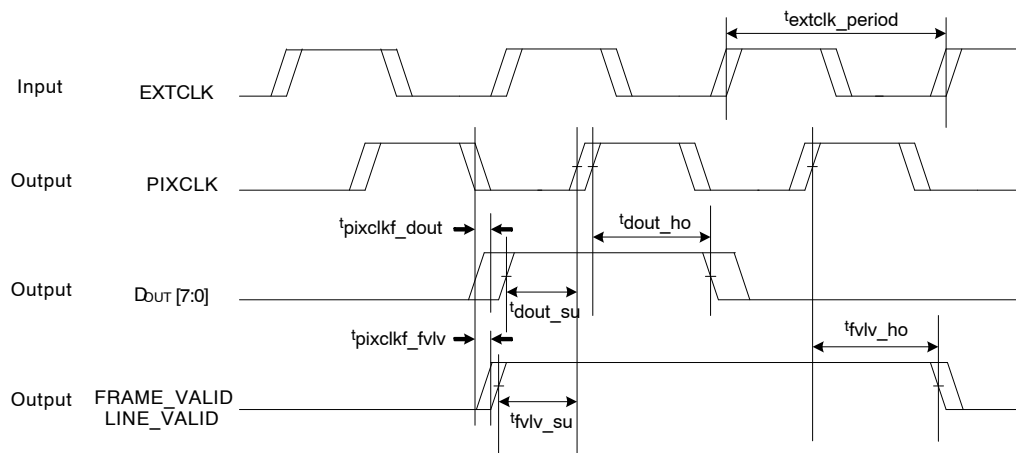 textclk_period
Input EXTCLK
Output PIXCLK
tpixclkf_dout
tdout_ho
Output DOUT [7:0]
tdout_su
tpixclkf_fvlv
tfvlv_ho
Output FRAME_VALID
LINE_VALID
tfvlv_su